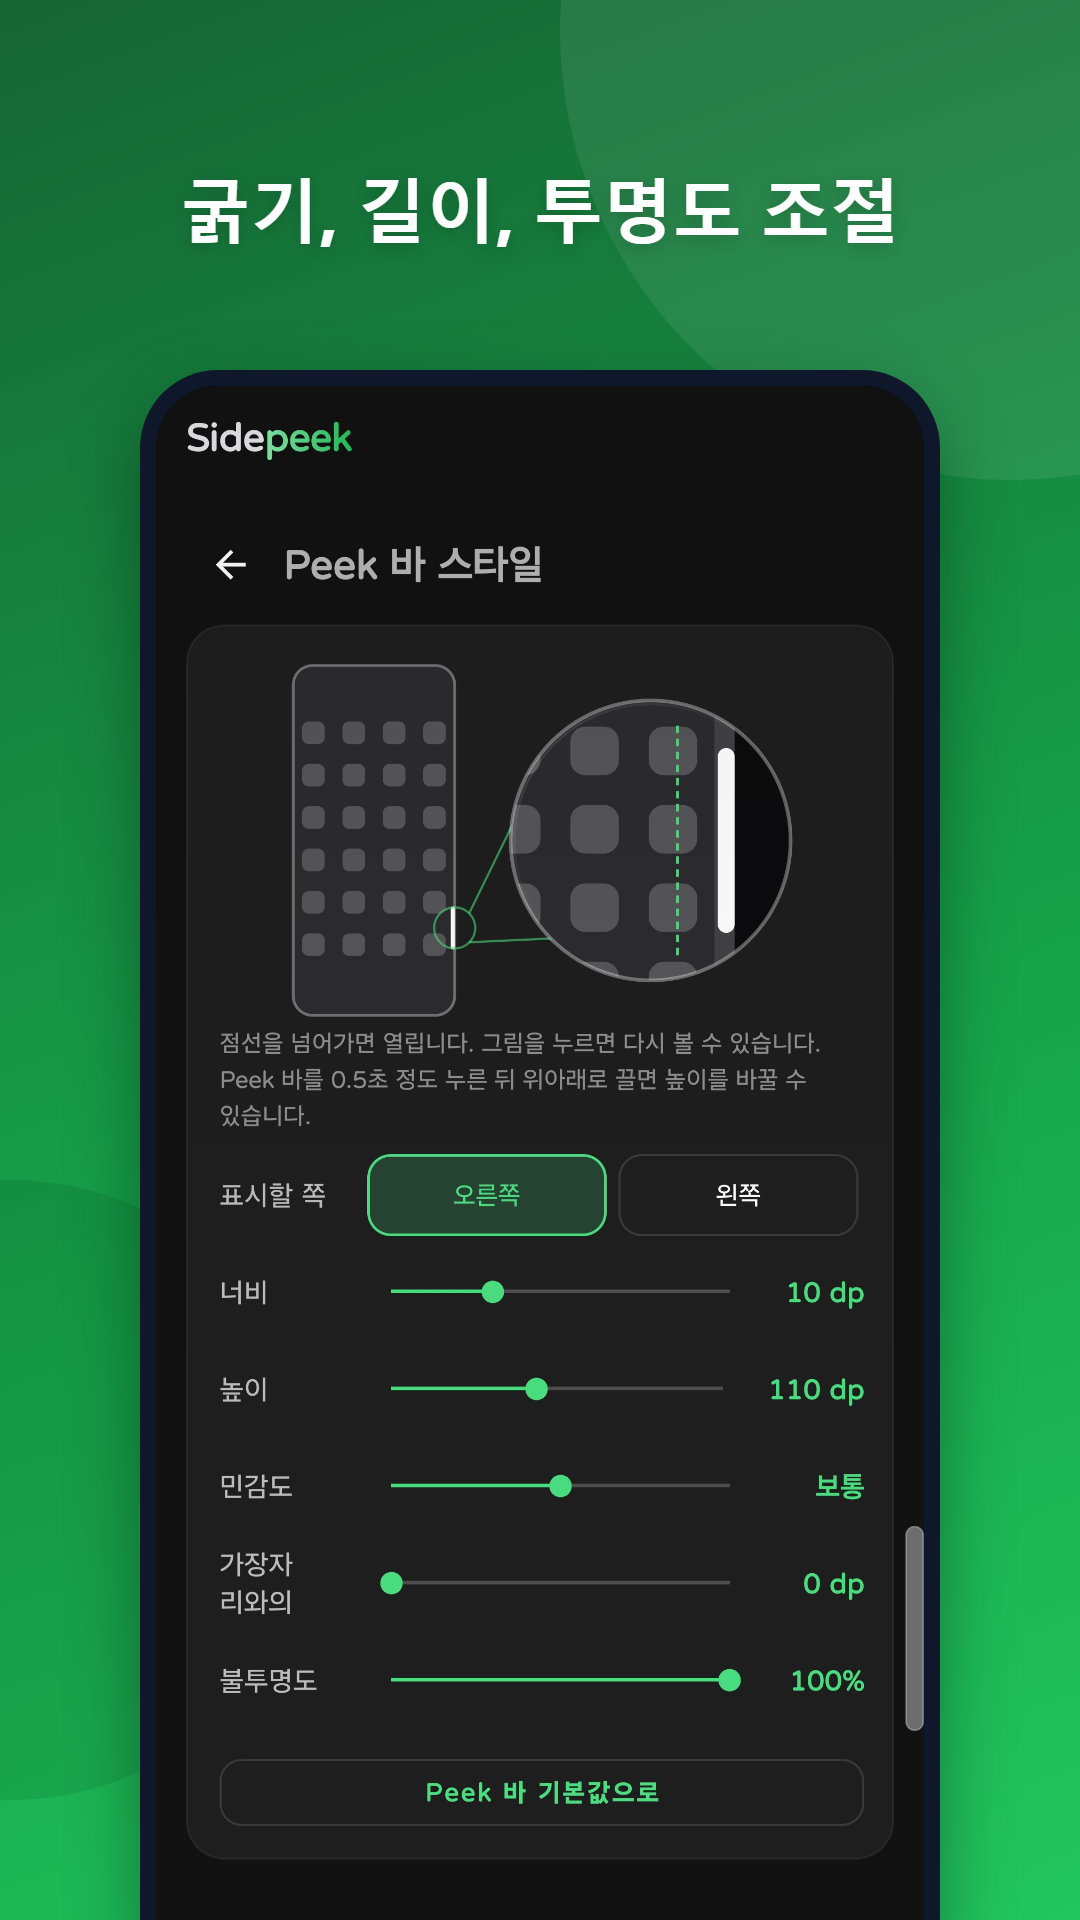 굵기, 길이, 투명도 조절
Sidepeek
Peek 바 스타일
점선을 넘어가면 열립니다. 그림을 누르면 다시 볼 수 있습니다.
Peek 바를 0.5초 정도 누른 뒤 위아래로 끌면 높이를 바꿀 수
있습니다.
표시할 쪽
오른쪽
왼쪽
너비
10 dp
높이
110 dp
민감도
보통
가장자
리와의
0 dp
불투명도
100%
Peek 바 기본값으로